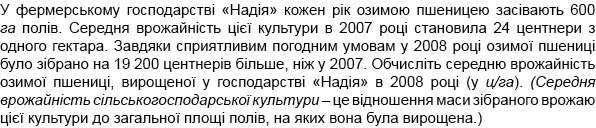 У фермерському господарстві «Надія» кожен рік озимою пшеницею засівають 600
га полів. Середня врожайність цієї культури в 2007 році становила 24 центнери з
одного гектара. Завдяки сприятливим погодним умовам у 2008 році озимої пшениці
було зібрано на 19 200 центнерів більше, ніж у 2007. Обчисліть середню врожайність
озимої пшениці, вирощеної у господарстві «Надія» в 2008 році (у ц/га). (Середня
врожайність сільськогосподарської культури – це відношення маси зібраного врожаю
цієї культури до загальної площі полів, на яких вона була вирощена.)